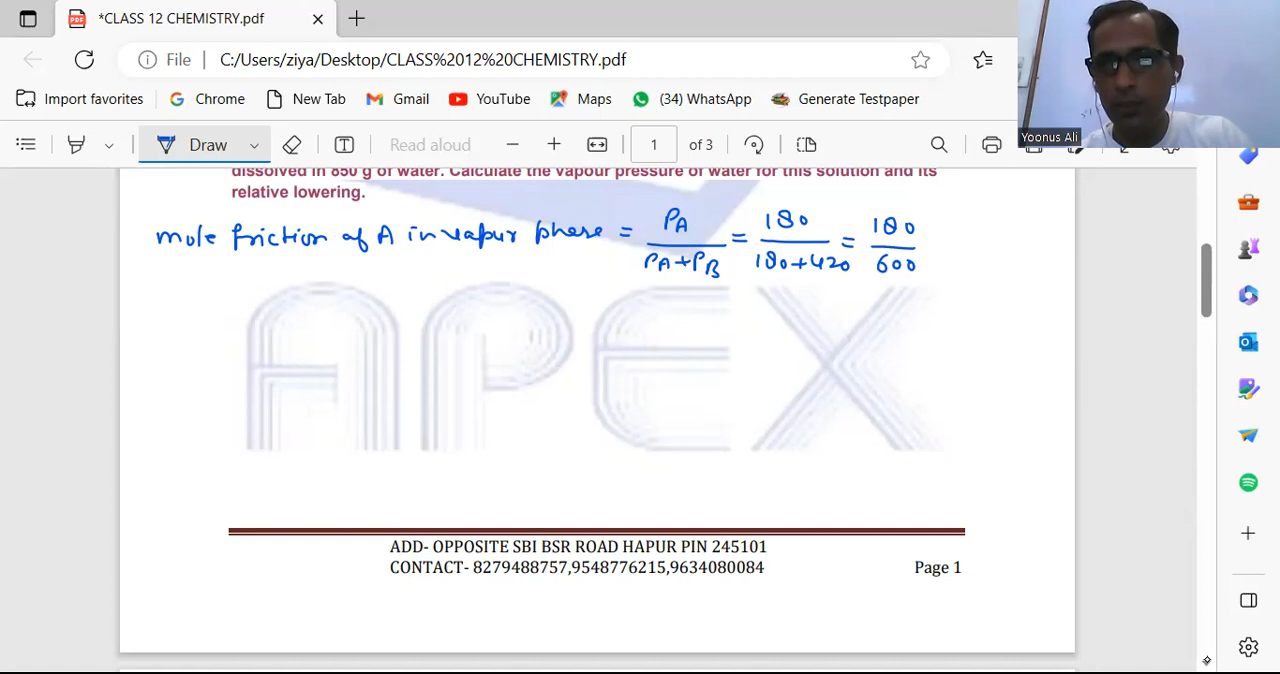 *CLASS 12 CHEMISTRY.pdf
File C:/Users/ziya/Desktop/CLASS%2012%20CHEMISTRY.pdf
Import favorites Chrome New Tab Gmail YouTube Maps (34) WhatsApp Generate Testpaper
Yoonus Ali
Draw Read aloud 1 of 3
dissolved in 850 g of water. Calculate the vapour pressure of water for this solution and its
relative lowering.
mole friction of A in vapur phase = PA / PA+PB = 180 / 180+420 = 180 / 600
APEX
ADD- OPPOSITE SBI BSR ROAD HAPUR PIN 245101
CONTACT- 8279488757,9548776215,9634080084 Page 1